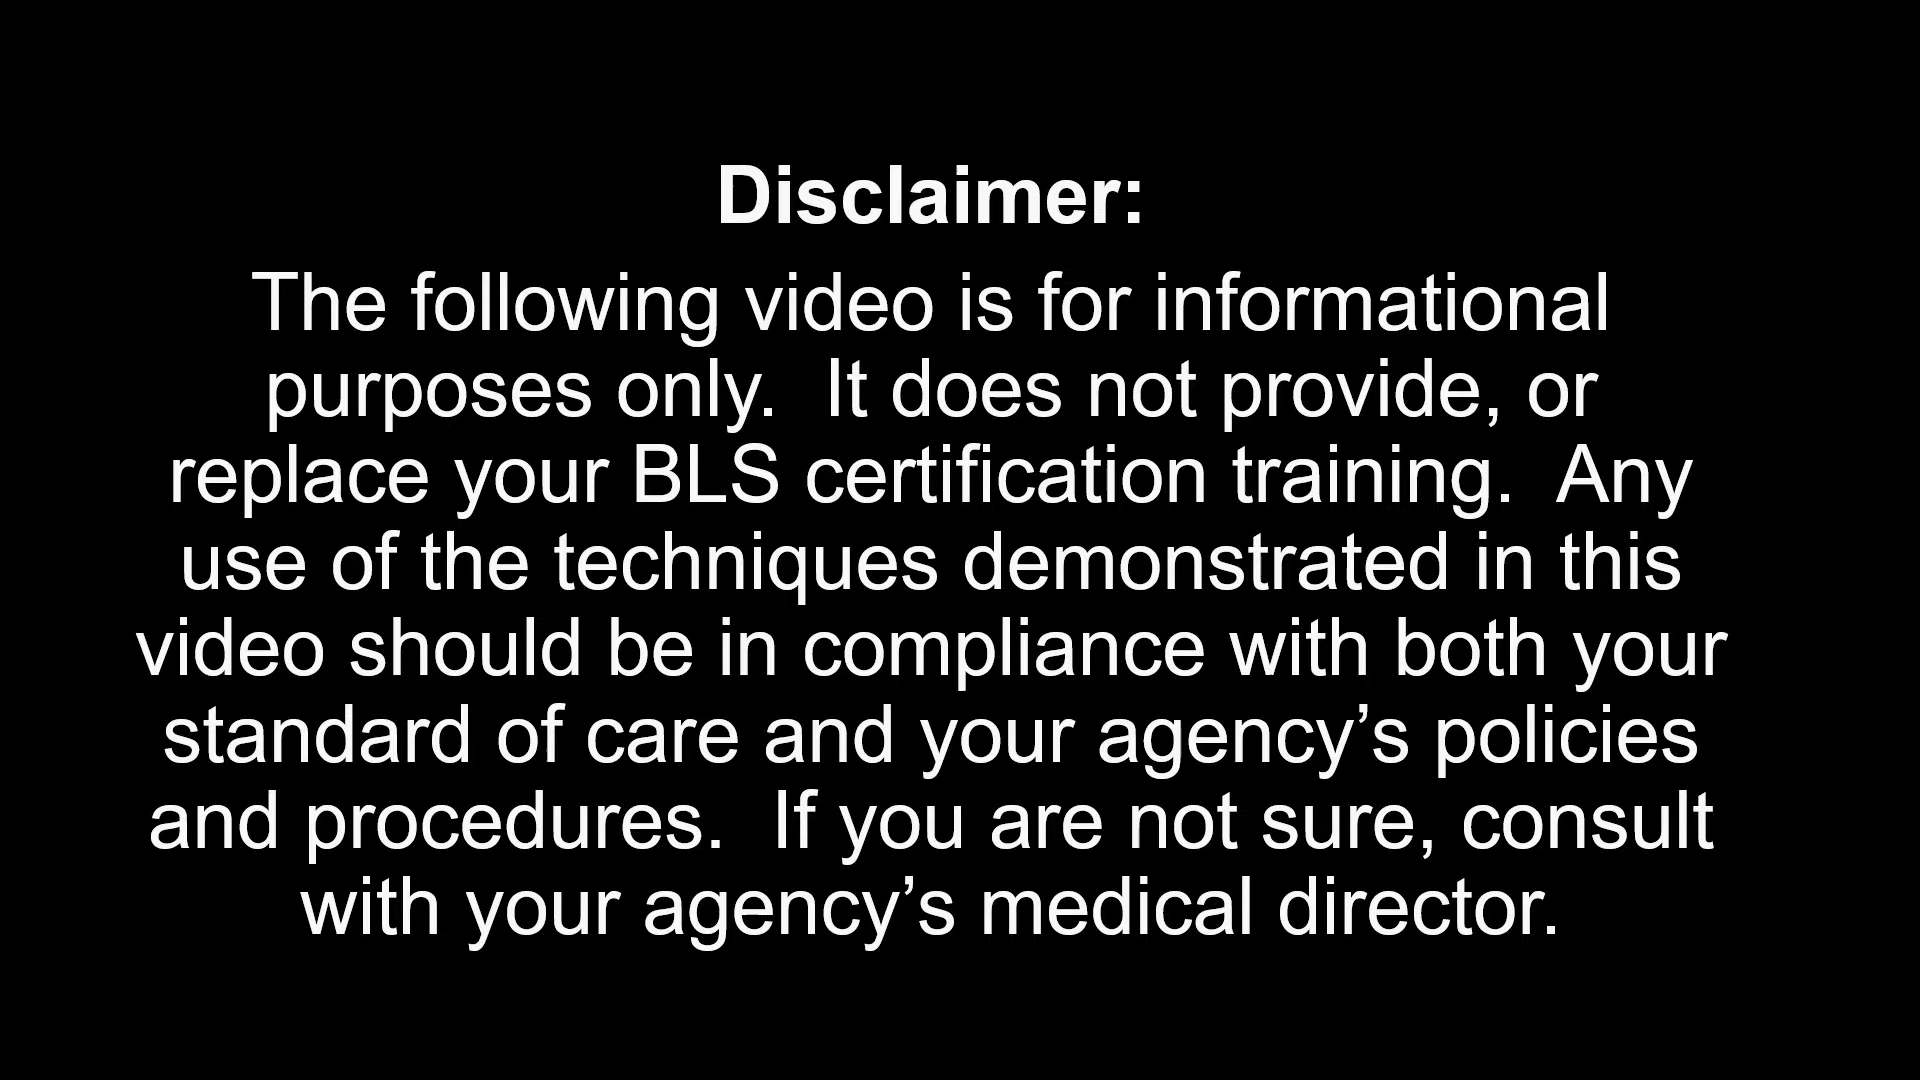 Disclaimer:
The following video is for informational
purposes only.  It does not provide, or
replace your BLS certification training.  Any
use of the techniques demonstrated in this
video should be in compliance with both your
standard of care and your agency’s policies
and procedures.  If you are not sure, consult
with your agency’s medical director.